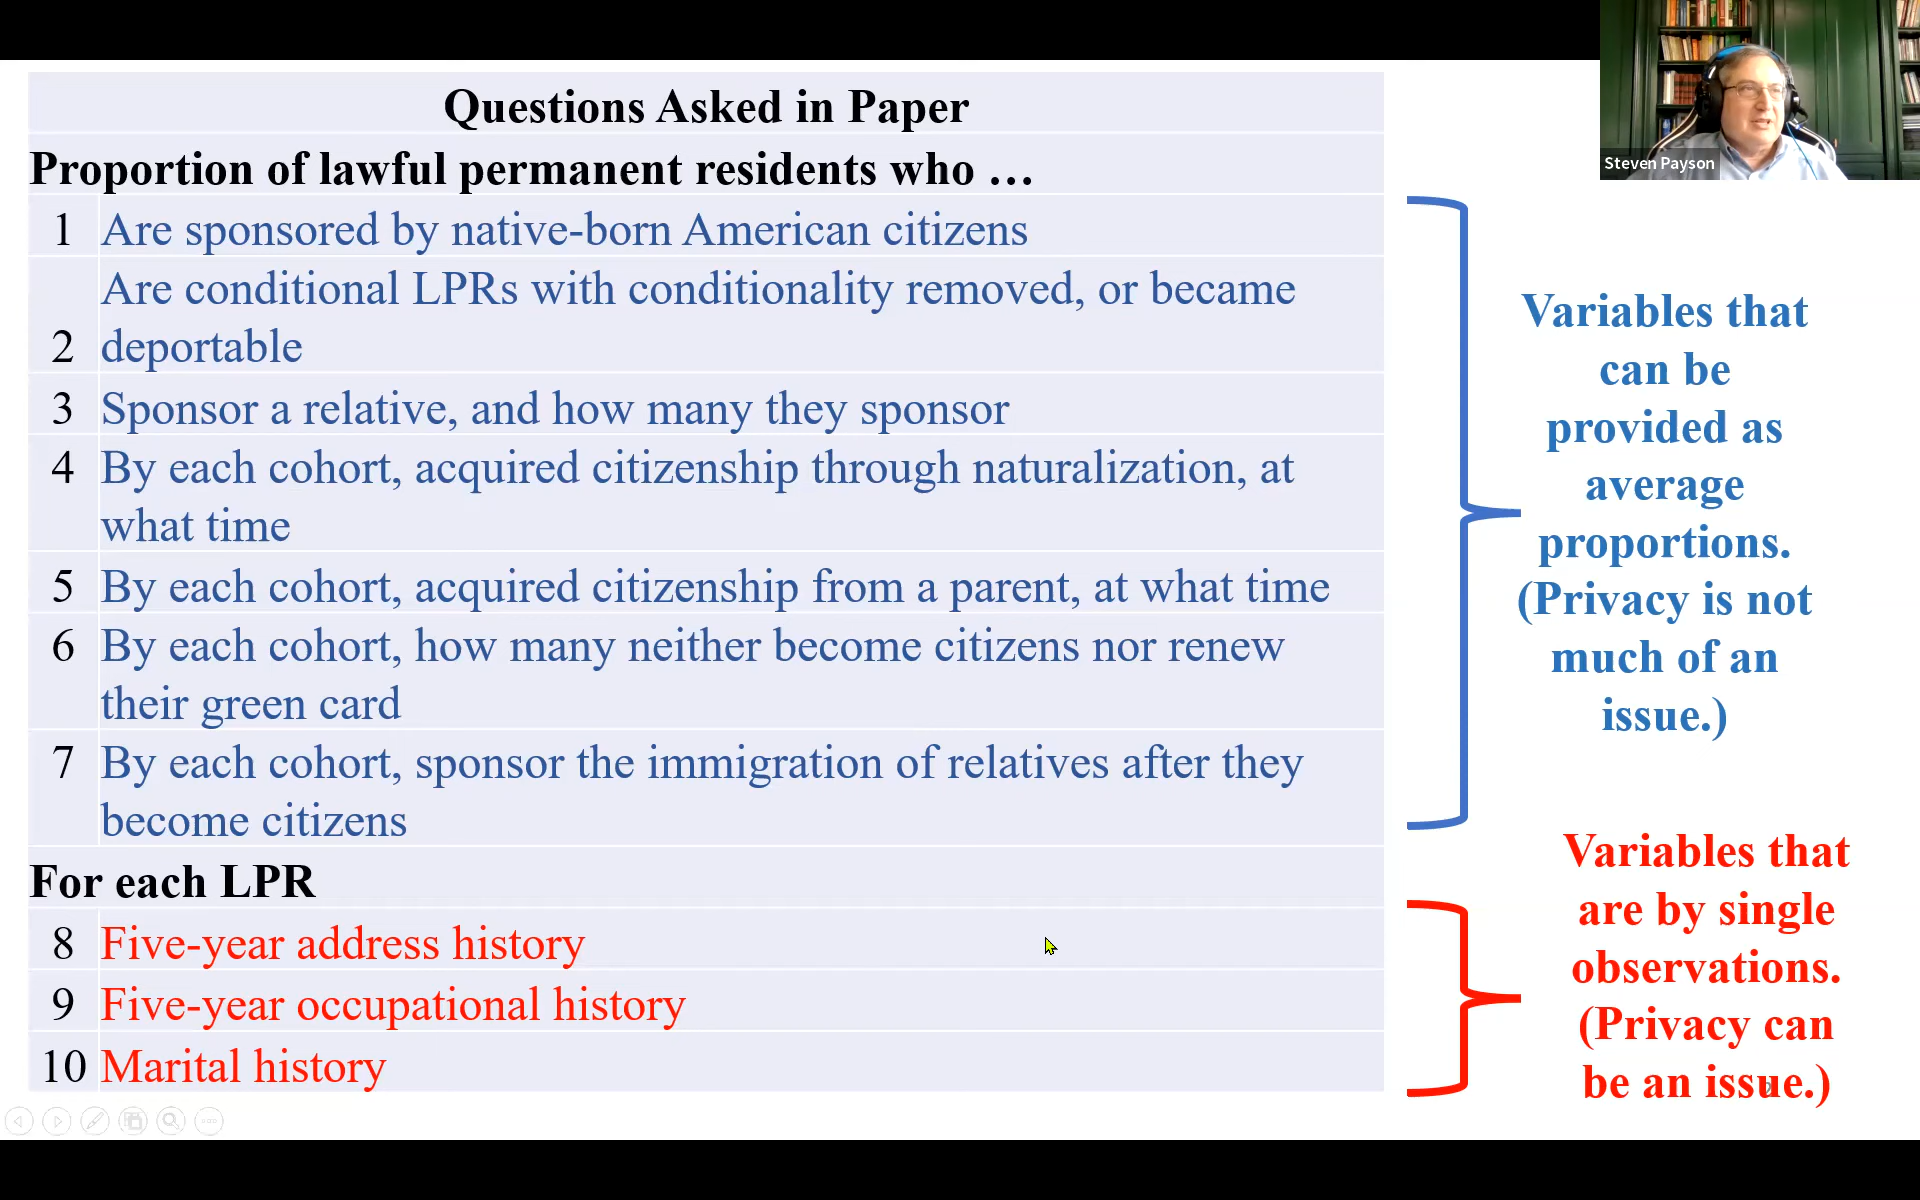 Questions Asked in Paper
Proportion of lawful permanent residents who …
1 Are sponsored by native-born American citizens
Are conditional LPRs with conditionality removed, or became
2 deportable
3 Sponsor a relative, and how many they sponsor
4 By each cohort, acquired citizenship through naturalization, at
what time
5 By each cohort, acquired citizenship from a parent, at what time
6 By each cohort, how many neither become citizens nor renew
their green card
7 By each cohort, sponsor the immigration of relatives after they
become citizens
For each LPR
8 Five-year address history
9 Five-year occupational history
10 Marital history
Variables that
can be
provided as
average
proportions.
(Privacy is not
much of an
issue.)
Variables that
are by single
observations.
(Privacy can
be an issue.)
Steven Payson